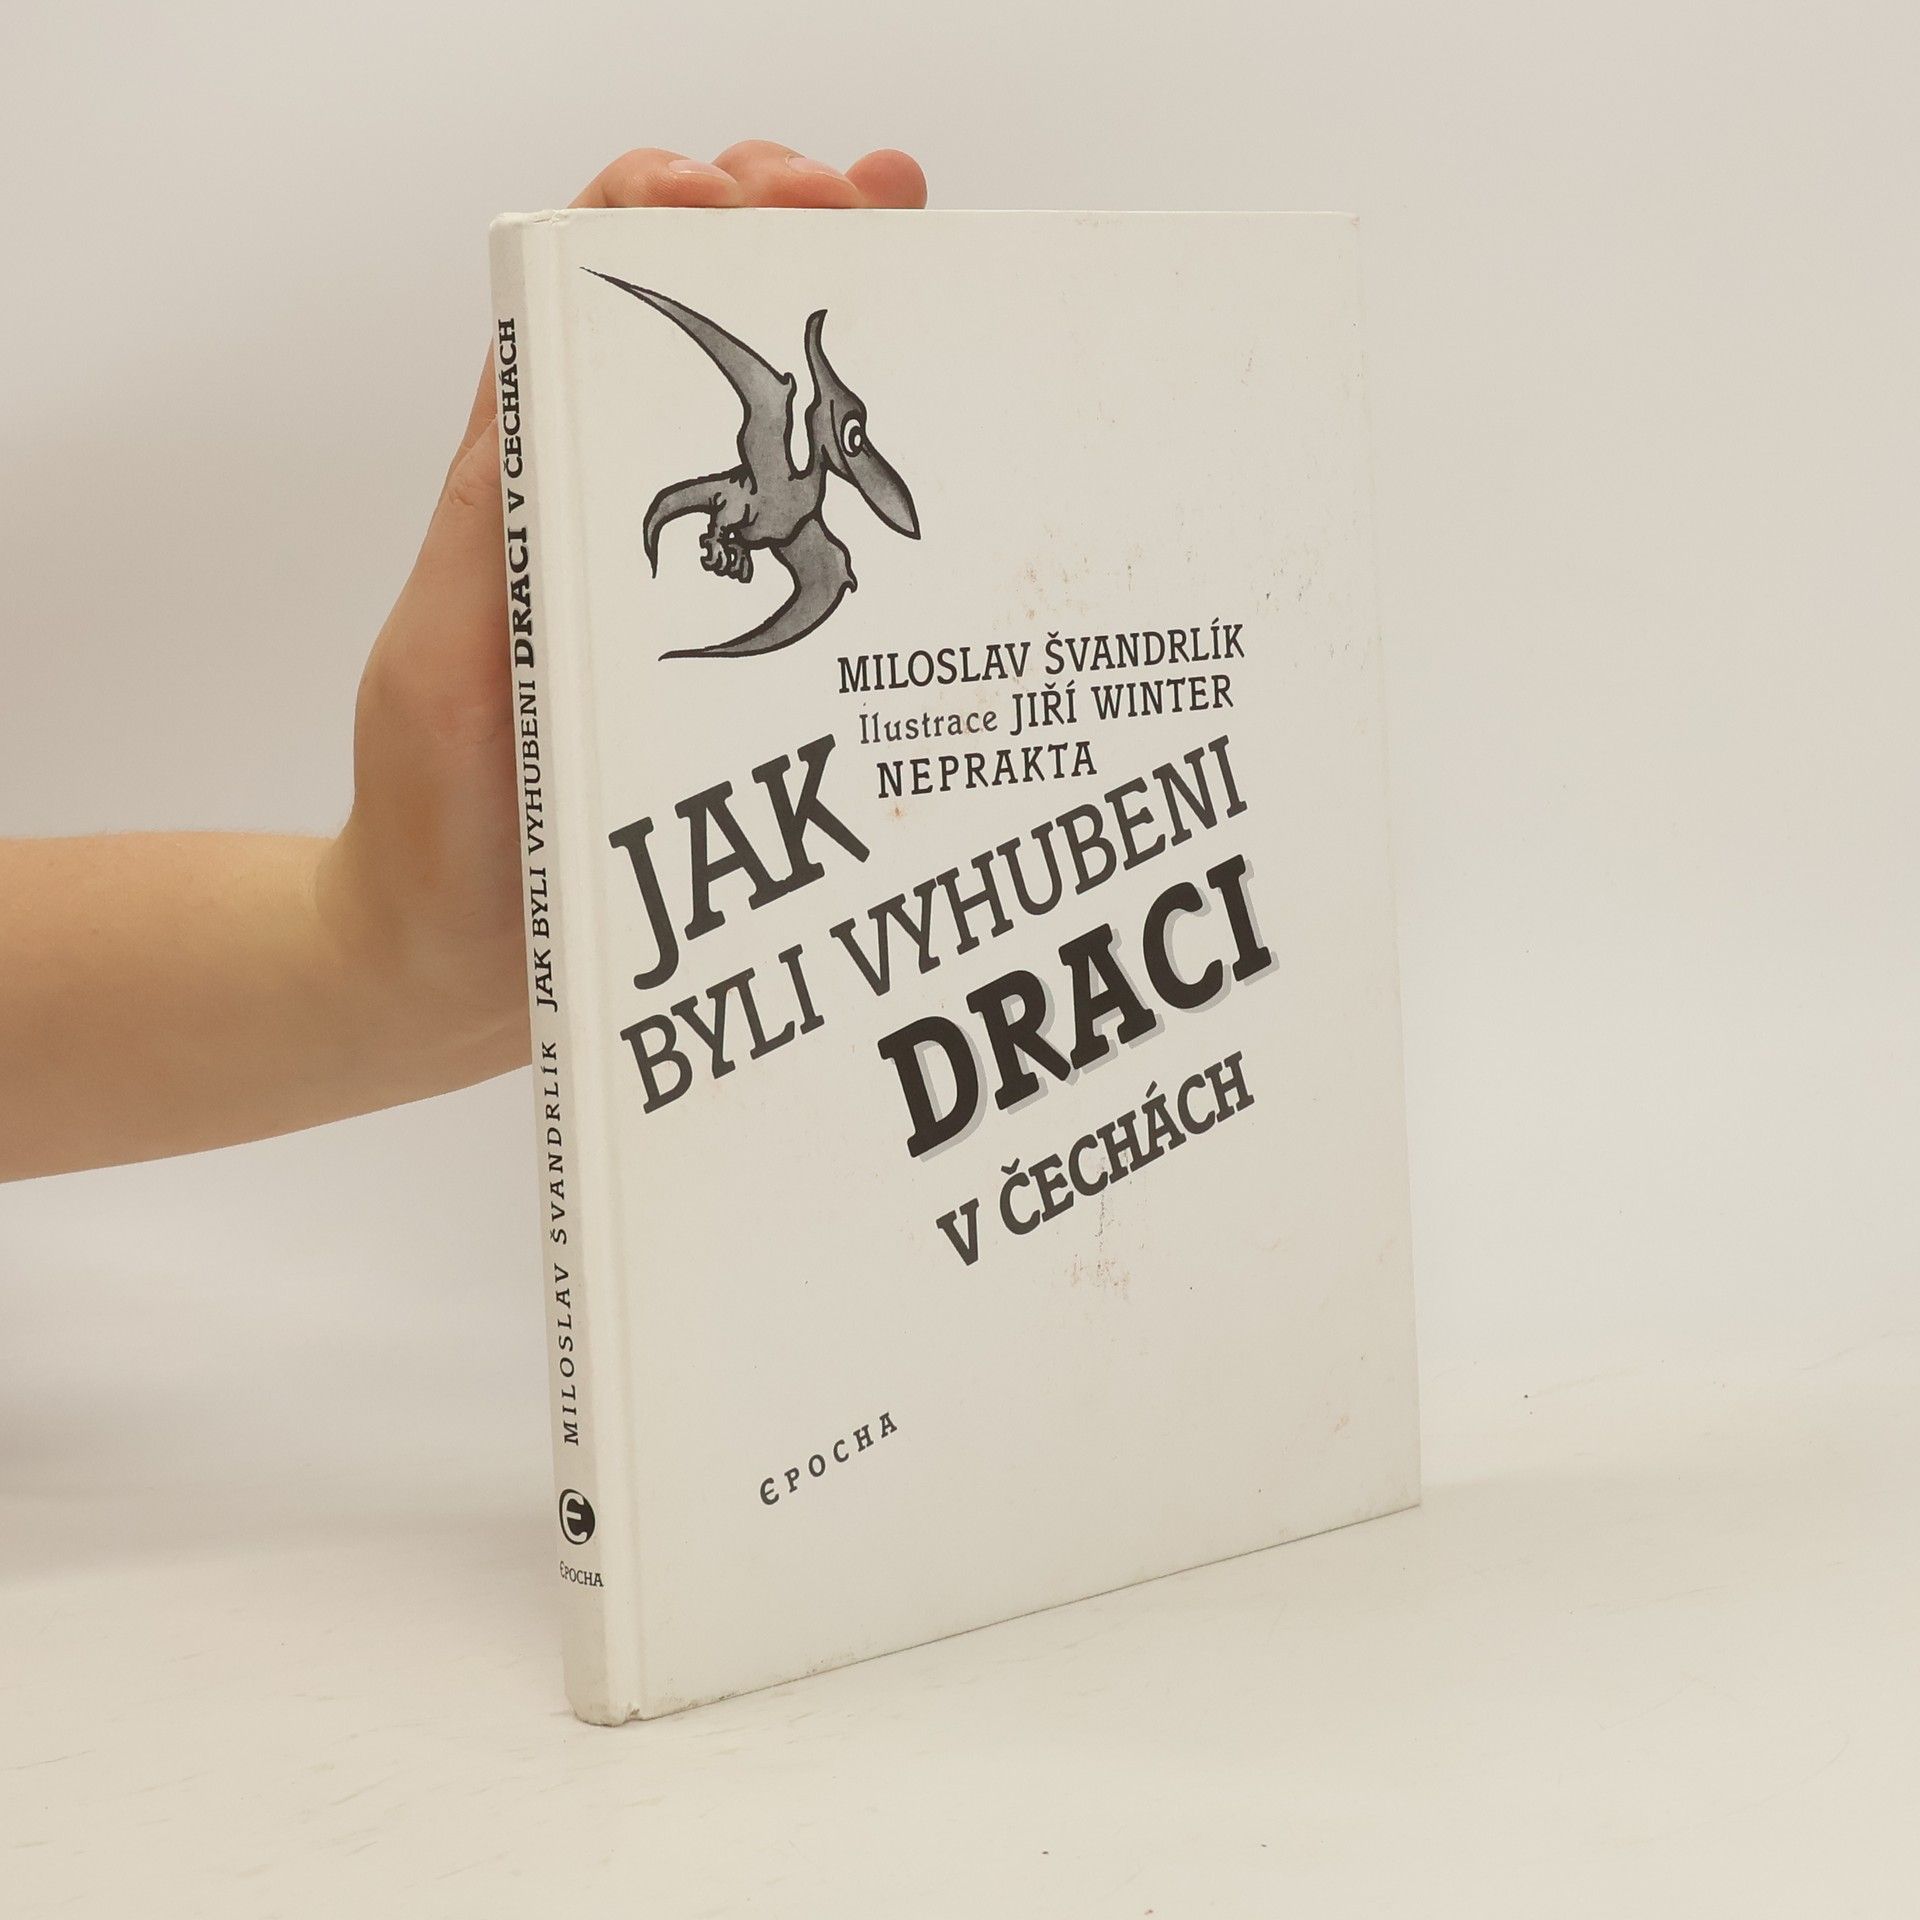 MILOSLAV ŠVANDRLÍK
Ilustrace JIŘÍ WINTER
NEPRAKTA
JAK
BYLI VYHUBENI
DRACI
V ČECHÁCH
EPOCHA
MILOSLAV ŠVANDRLÍK JAK BYLI VYHUBENI DRACI V ČECHÁCH
E
EPOCHA